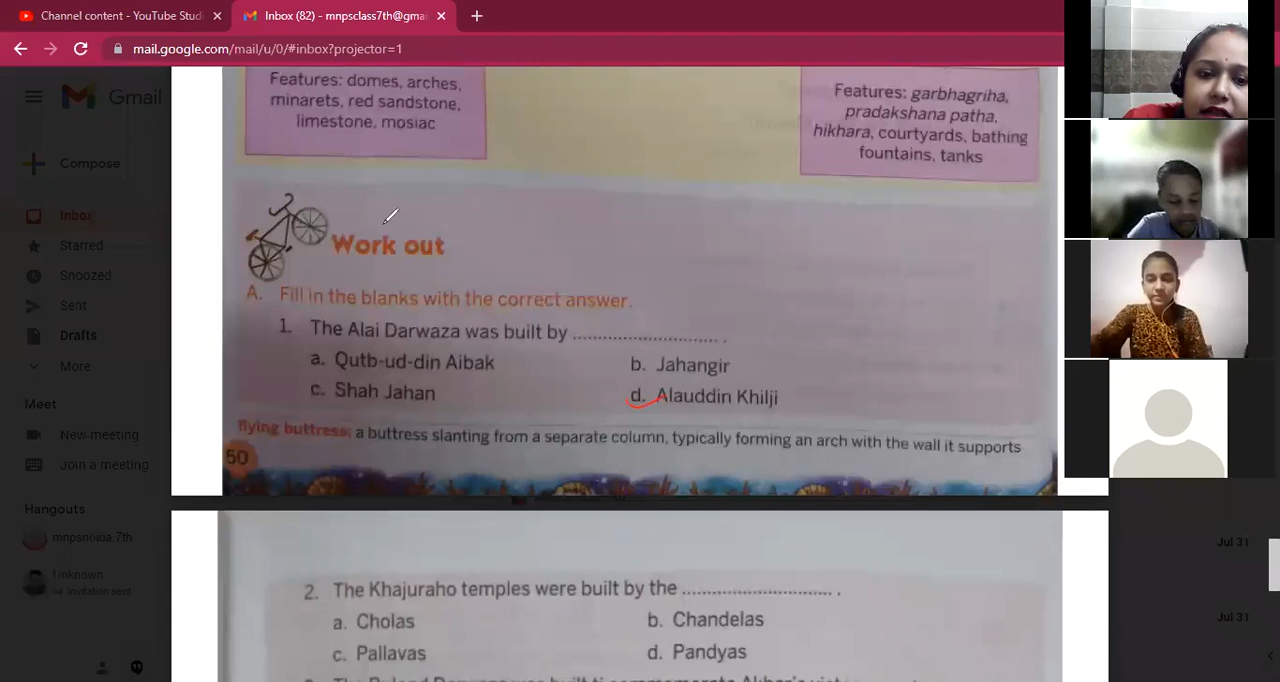 Channel content - YouTube Studi
Inbox (82) - mnpsclass7th@gmai
mail.google.com/mail/u/0/#inbox?projector=1
Gmail
Compose
Inbox
Starred
Snoozed
Sent
Drafts
More
Meet
New meeting
Join a meeting
Hangouts
mnpsnoida.7th
Unknown
Invitation sent
Features: domes, arches,
minarets, red sandstone,
limestone, mosiac
Features: garbhagriha,
pradakshana patha,
hikhara, courtyards, bathing
fountains, tanks
Work out
A. Fill in the blanks with the correct answer.
1. The Alai Darwaza was built by .............................. .
a. Qutb-ud-din Aibak
b. Jahangir
c. Shah Jahan
d. Alauddin Khilji
flying buttress: a buttress slanting from a separate column, typically forming an arch with the wall it supports
50
2. The Khajuraho temples were built by the .............................. .
a. Cholas
b. Chandelas
c. Pallavas
d. Pandyas
Jul 31
Jul 31